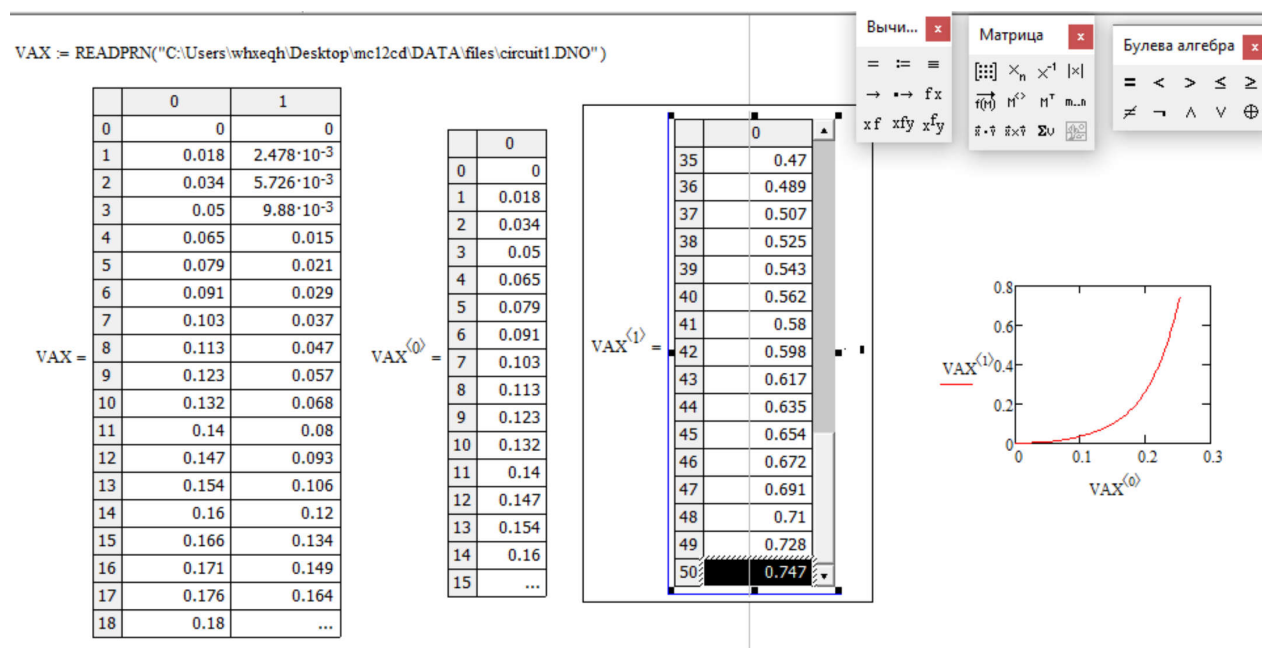 VAX := READPRN("C:\Users\whxeqh\Desktop\mc12cd\DATA\files\circuit1.DNO")
Вычи... x
= := ≡
→ ▪→ fx
xf xfy xfy
Матрица x
[⁝⁝⁝] ×n ×⁻¹ |×|
f(M) M<> Mᵀ m..n
x·y x×y Συ
Булева алгебра x
= < > ≤ ≥
≠ ¬ ∧ ∨ ⊕
VAX =
0 1
0 0 0
1 0.018 2.478·10⁻³
2 0.034 5.726·10⁻³
3 0.05 9.88·10⁻³
4 0.065 0.015
5 0.079 0.021
6 0.091 0.029
7 0.103 0.037
8 0.113 0.047
9 0.123 0.057
10 0.132 0.068
11 0.14 0.08
12 0.147 0.093
13 0.154 0.106
14 0.16 0.12
15 0.166 0.134
16 0.171 0.149
17 0.176 0.164
18 0.18 ...
VAX⟨0⟩ =
0
0 0
1 0.018
2 0.034
3 0.05
4 0.065
5 0.079
6 0.091
7 0.103
8 0.113
9 0.123
10 0.132
11 0.14
12 0.147
13 0.154
14 0.16
15 ...
VAX⟨1⟩ =
0
35 0.47
36 0.489
37 0.507
38 0.525
39 0.543
40 0.562
41 0.58
42 0.598
43 0.617
44 0.635
45 0.654
46 0.672
47 0.691
48 0.71
49 0.728
50 0.747
0.8
0.6
VAX⟨1⟩ 0.4
0.2
0
0 0.1 0.2 0.3
VAX⟨0⟩